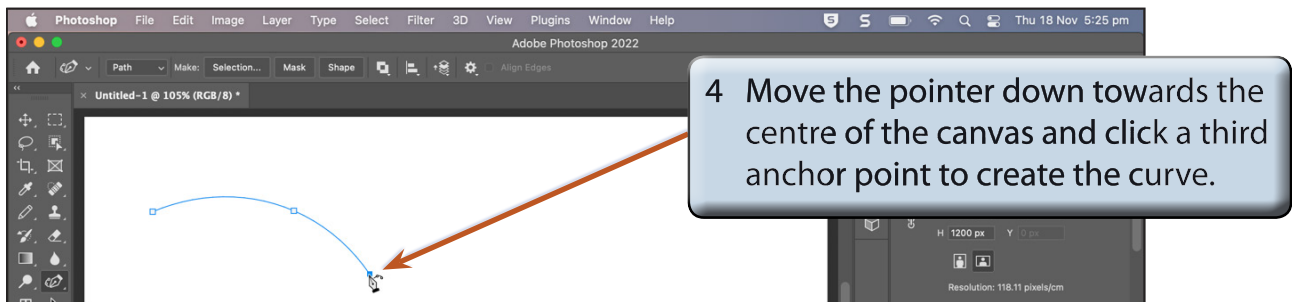 Photoshop File Edit Image Layer Type Select Filter 3D View Plugins Window Help Thu 18 Nov 5:25 pm
Adobe Photoshop 2022
Path Make: Selection... Mask Shape Align Edges
× Untitled-1 @ 105% (RGB/8) *
4 Move the pointer down towards the
centre of the canvas and click a third
anchor point to create the curve.
H 1200 px Y 0 px
Resolution: 118.11 pixels/cm